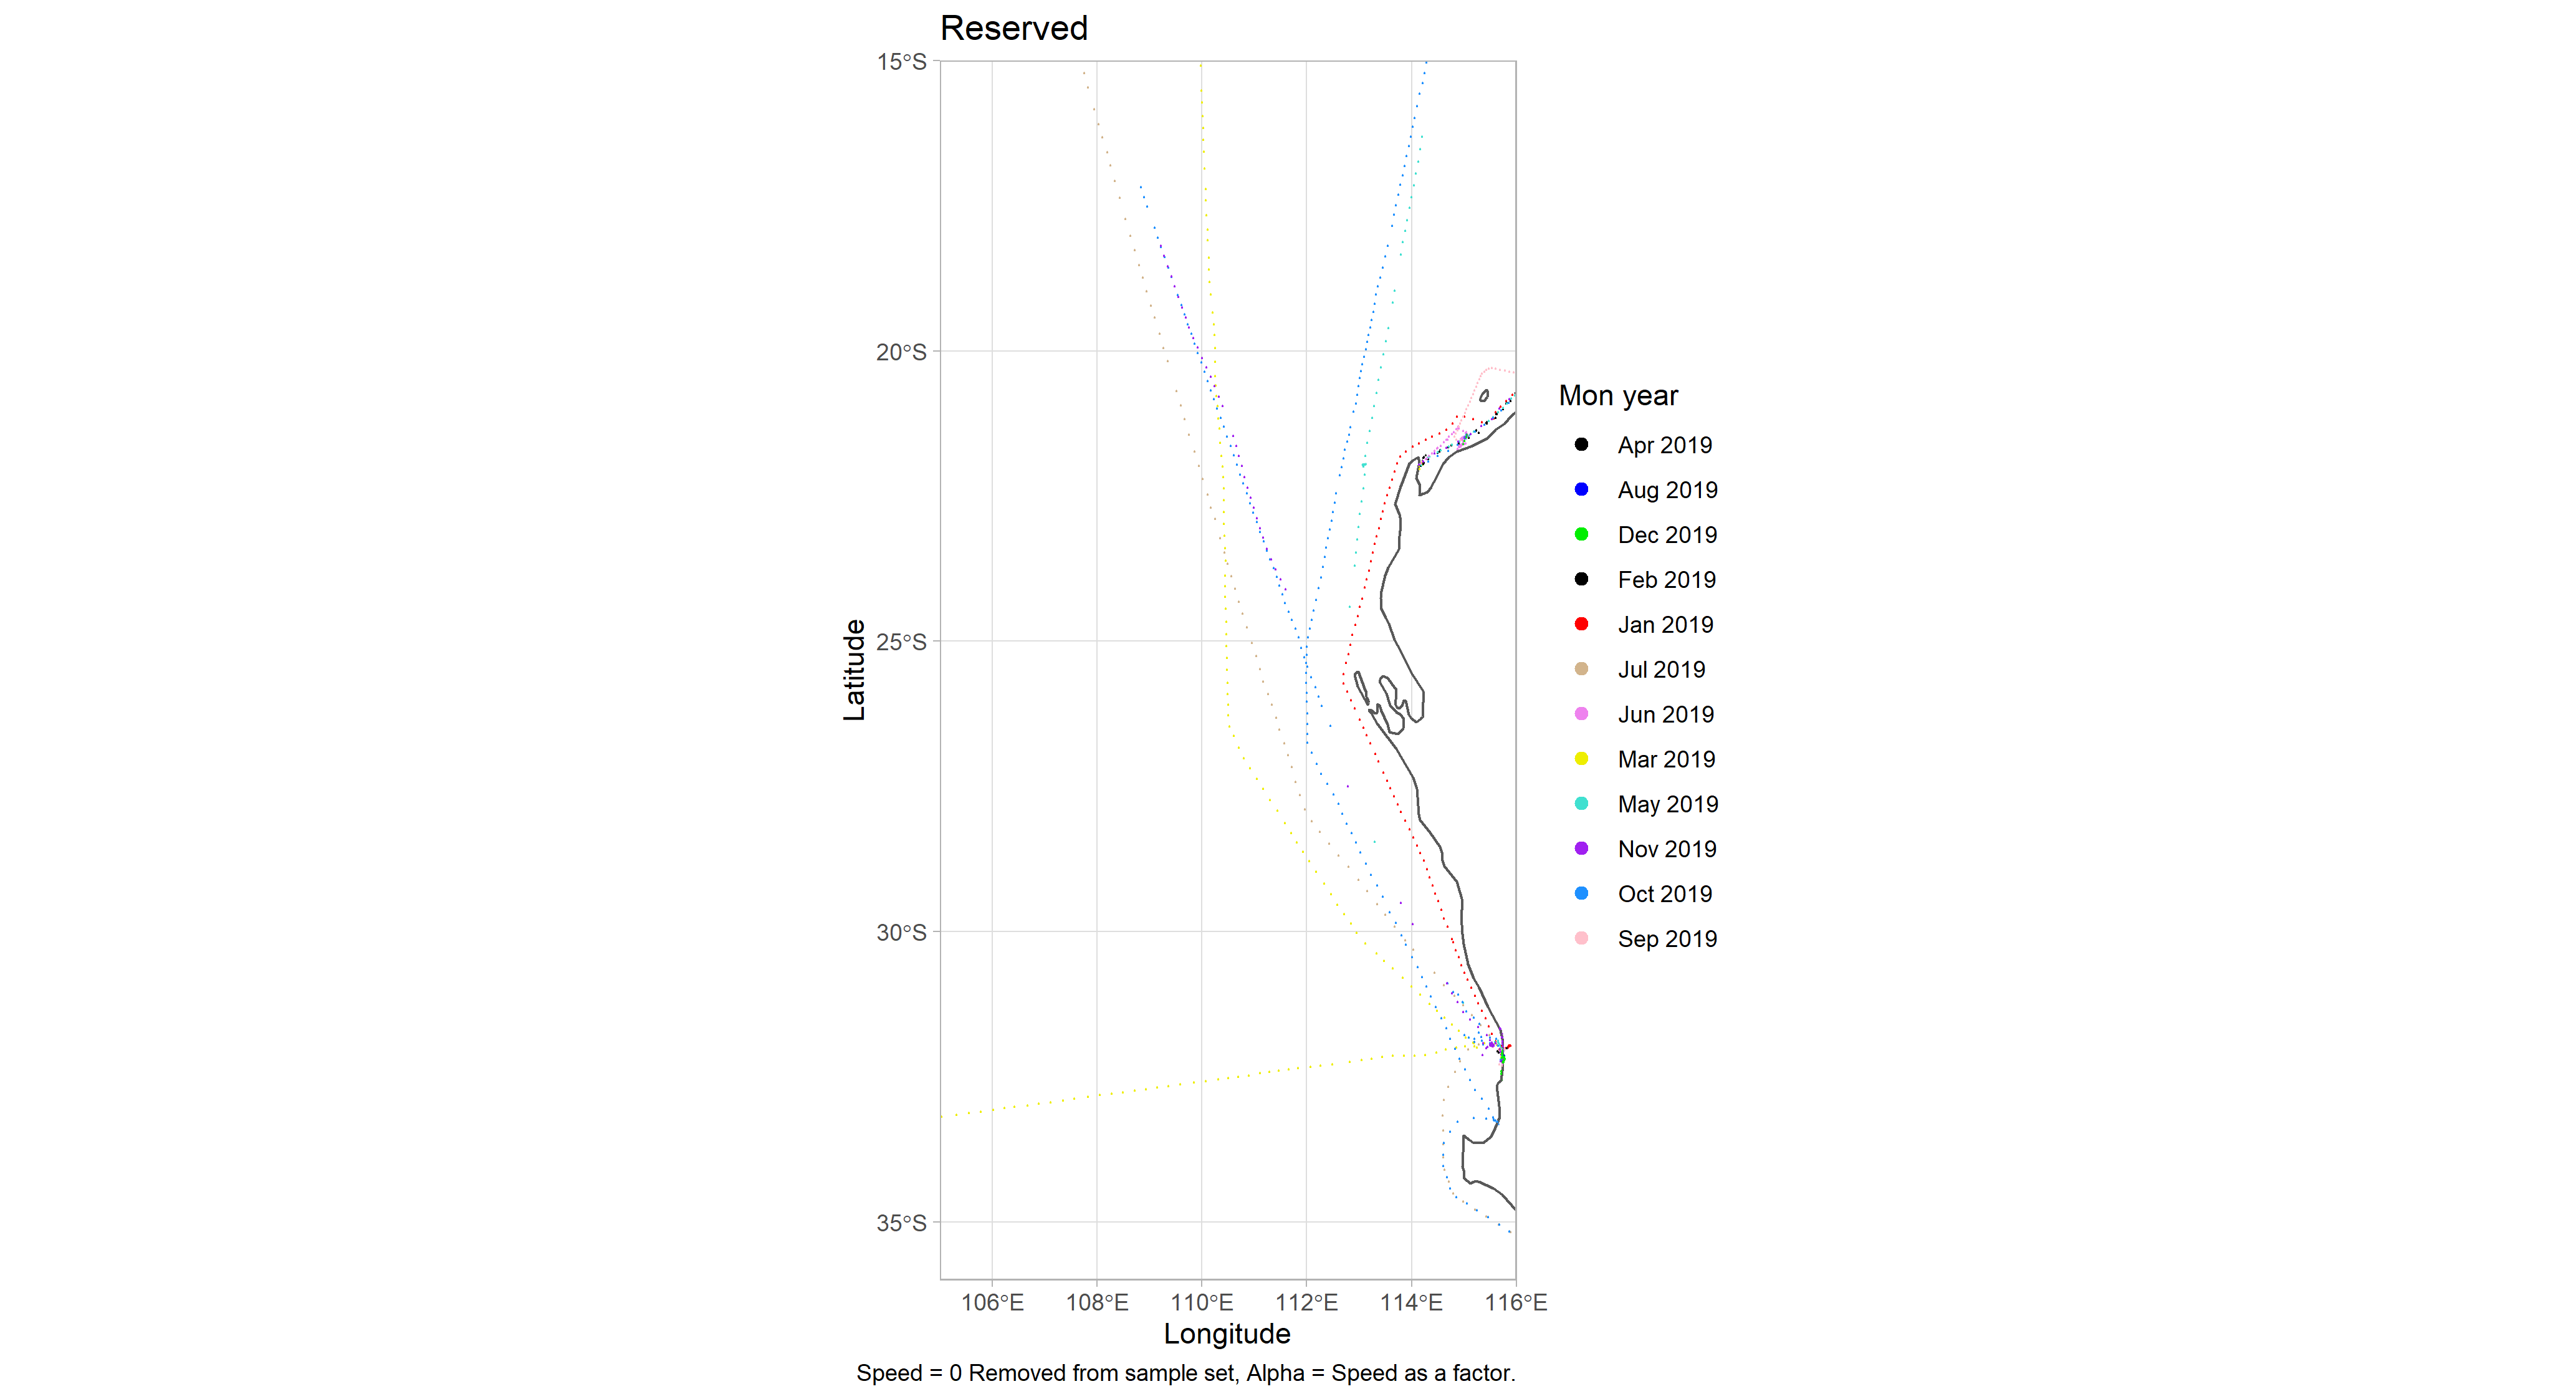 Reserved
15°S
20°S
25°S
30°S
35°S
Latitude
106°E
108°E
110°E
112°E
114°E
116°E
Longitude
Speed = 0 Removed from sample set, Alpha = Speed as a factor.
Mon year
Apr 2019
Aug 2019
Dec 2019
Feb 2019
Jan 2019
Jul 2019
Jun 2019
Mar 2019
May 2019
Nov 2019
Oct 2019
Sep 2019